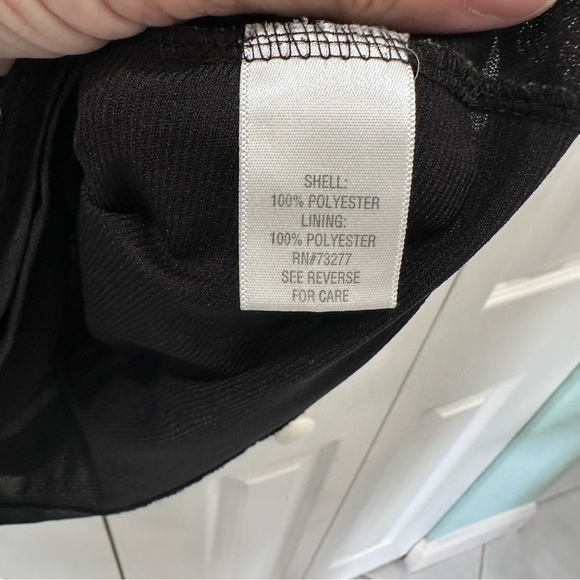 SHELL:
100% POLYESTER
LINING:
100% POLYESTER
RN#73277
SEE REVERSE
FOR CARE